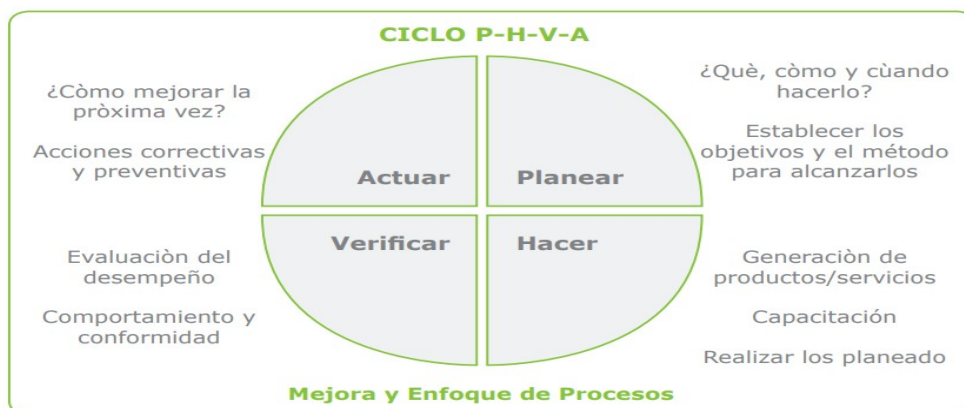 CICLO P-H-V-A
¿Còmo mejorar la
pròxima vez?
Acciones correctivas
y preventivas
Actuar
¿Què, còmo y cùando
hacerlo?
Establecer los
objetivos y el método
para alcanzarlos
Planear
Verificar
Evaluaciòn del
desempeño
Comportamiento y
conformidad
Hacer
Generaciòn de
productos/servicios
Capacitación
Realizar los planeado
Mejora y Enfoque de Procesos